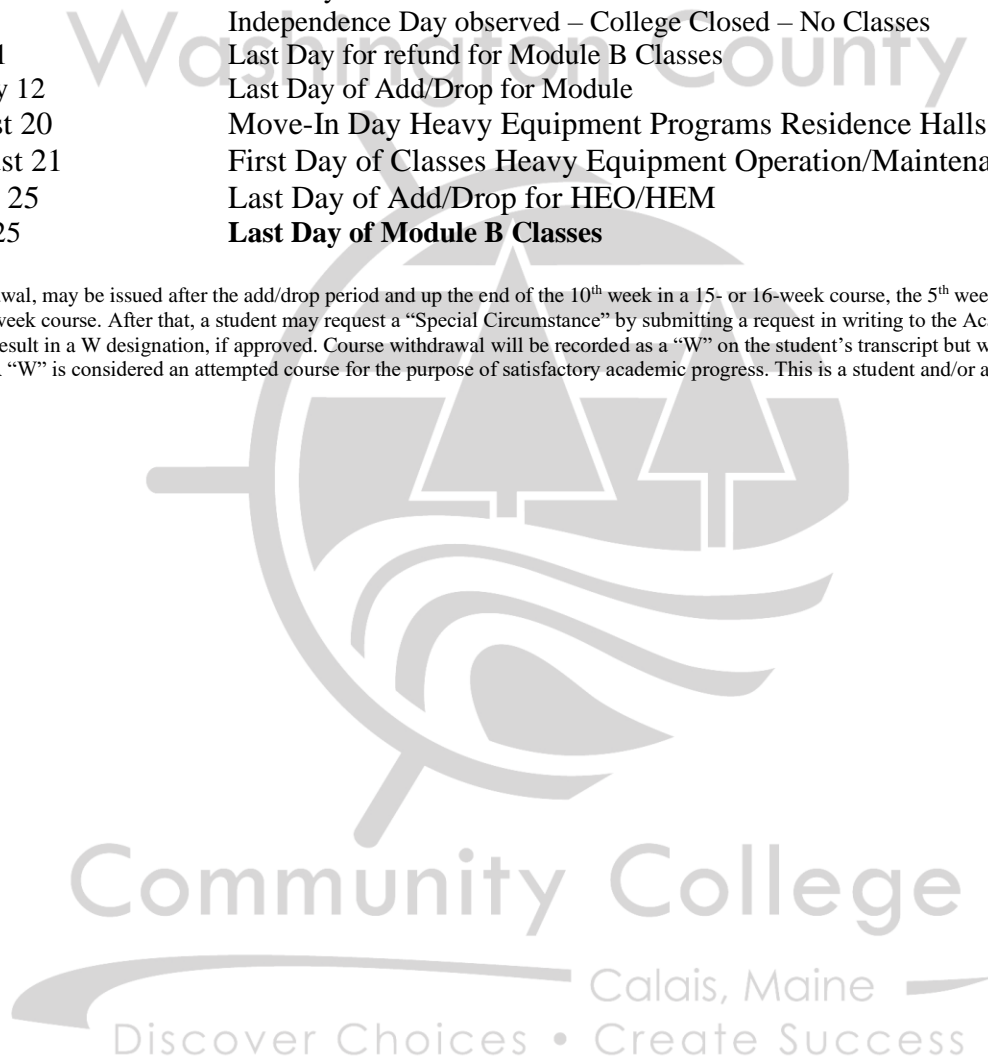 Independence Day observed – College Closed – No Classes
1 Last Day for refund for Module B Classes
y 12 Last Day of Add/Drop for Module
st 20 Move-In Day Heavy Equipment Programs Residence Halls
ust 21 First Day of Classes Heavy Equipment Operation/Maintena
25 Last Day of Add/Drop for HEO/HEM
25 Last Day of Module B Classes
awal, may be issued after the add/drop period and up the end of the 10th week in a 15- or 16-week course, the 5th wee
week course. After that, a student may request a “Special Circumstance” by submitting a request in writing to the Ac
result in a W designation, if approved. Course withdrawal will be recorded as a “W” on the student’s transcript but w
“W” is considered an attempted course for the purpose of satisfactory academic progress. This is a student and/or a
Washington County
Community College
Calais, Maine
Discover Choices • Create Success